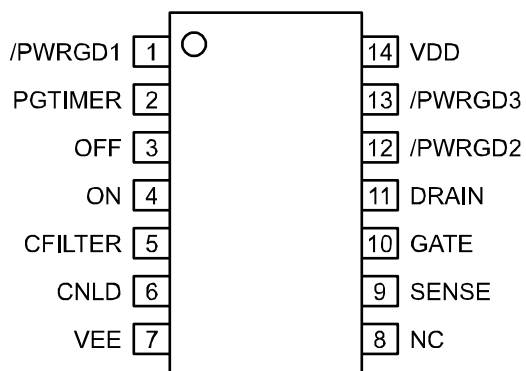 /PWRGD1 1 14 VDD
PGTIMER 2 13 /PWRGD3
OFF 3 12 /PWRGD2
ON 4 11 DRAIN
CFILTER 5 10 GATE
CNLD 6 9 SENSE
VEE 7 8 NC